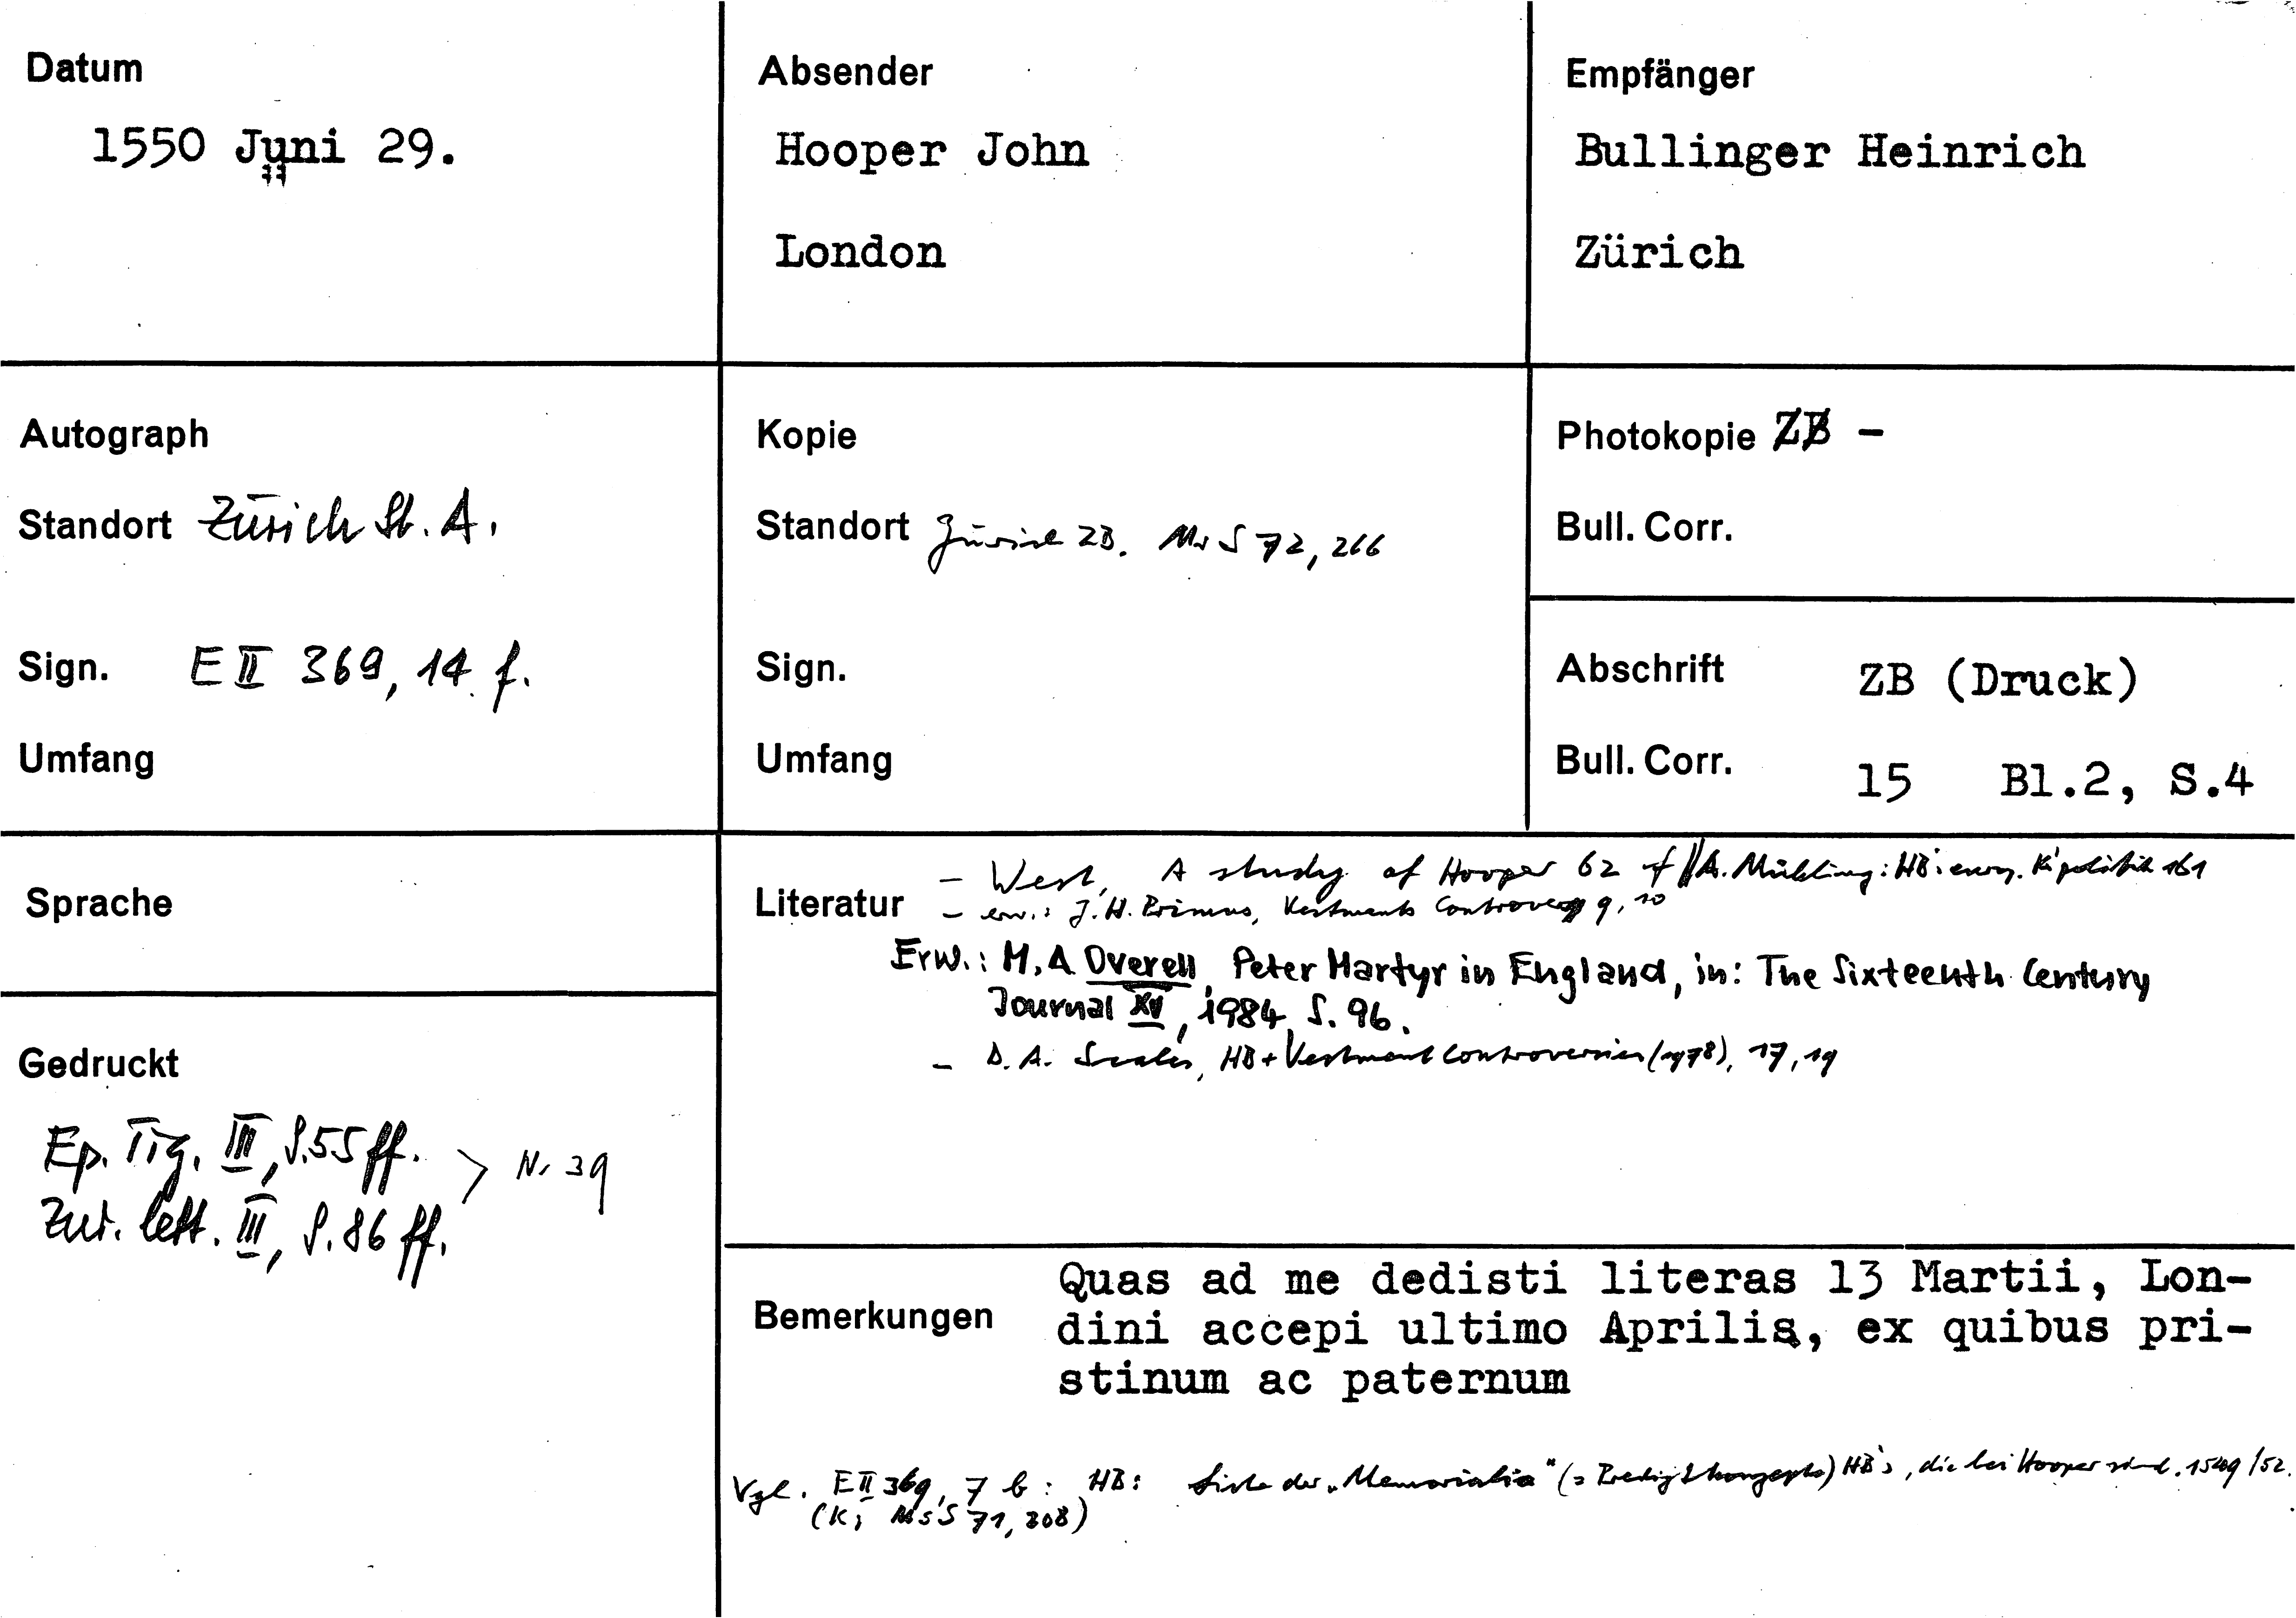 Datum
1550 Juni 29.
Absender
Hooper John
London
Empfänger
Bullinger Heinrich
Zürich
Autograph
Standort Zürich St. A.
Sign. E II 369, 14 f.
Umfang
Kopie
Standort Zürich ZB. Ms S 72, 266
Sign.
Umfang
Photokopie ZB -
Bull. Corr.
Abschrift ZB (Druck)
Bull. Corr. 15 Bl.2, S.4
Sprache
Gedruckt
Ep. Tig. III, S.55 ff.
Zur. lett. III, S. 86 ff.
> Nr 39
Literatur
- West, A study of Hooper 62 f // A. Mühling: HB's europ. K'politik 161
- erw.: J. H. Primus, Vestments Controversy 9, 10
Erw.: M. A Overell, Peter Martyr in England, in: The Sixteenth Century
Journal XV, 1984, S. 96.
- D. A. Scales, HB + Vestment Controversies (1978), 17, 19
Bemerkungen
Quas ad me dedisti literas 13 Martii, Lon-
dini accepi ultimo Aprilis, ex quibus pri-
stinum ac paternum
Vgl. E II 369, 7 b: HB: Liste der "Memorialia" (= Predigtkonzepte) HB's, die bei Hooper sind. 1549/52.
(K; Ms S 71, 208)